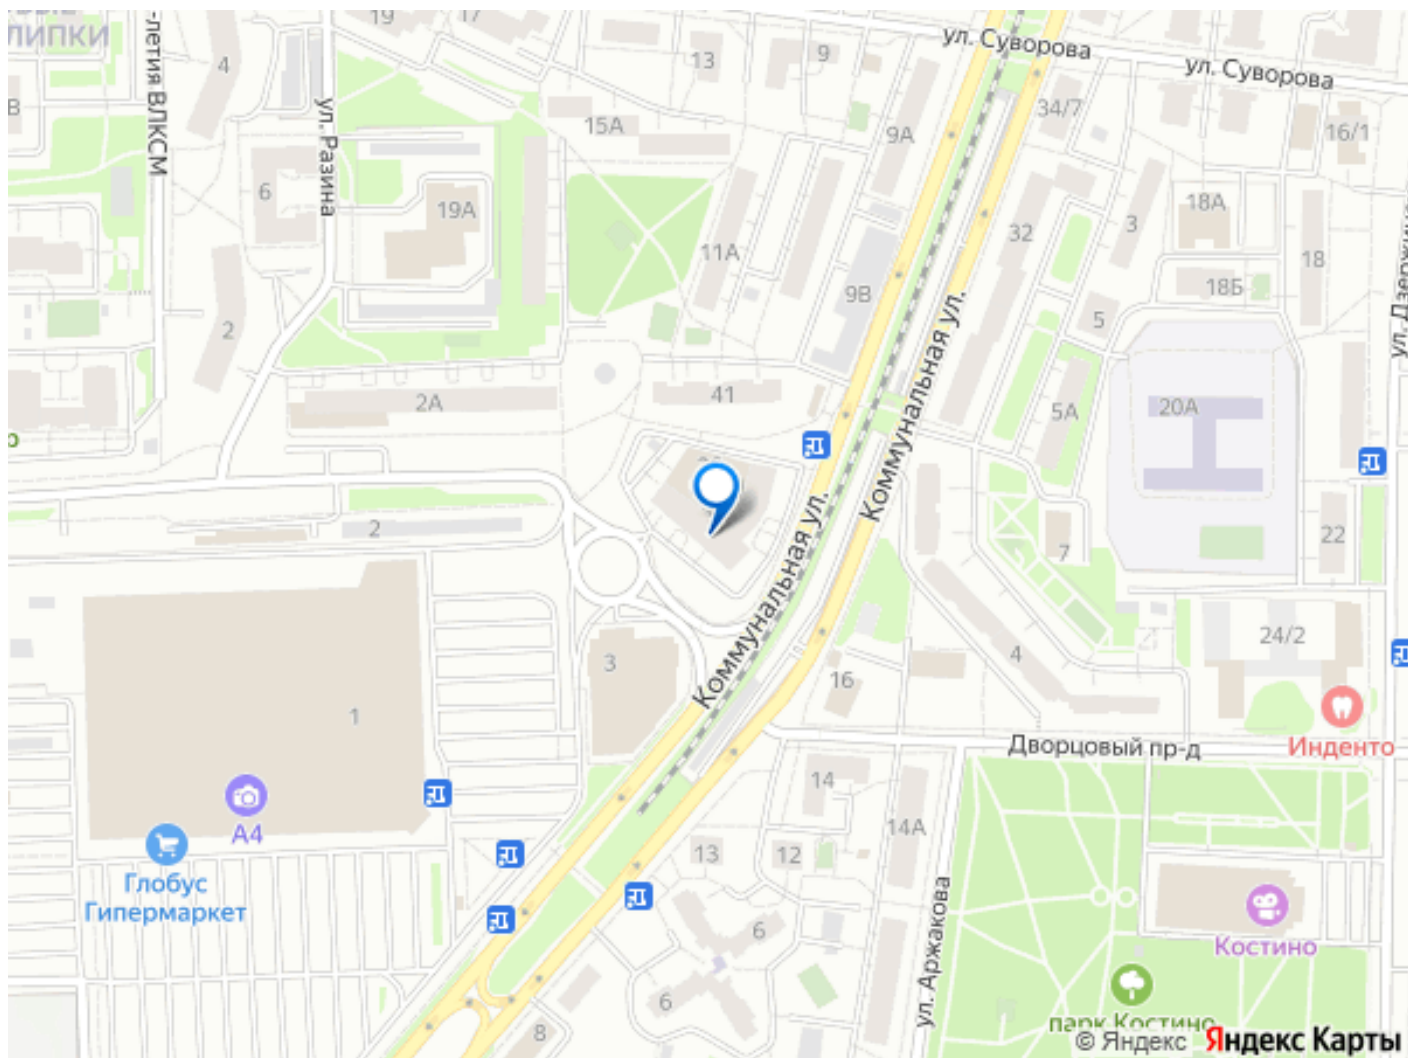 ЛИПКИ
-летия ВЛКСМ
4
ул. Разина
19
17
13
9
ул. Суворова
ул. Суворова
15А
9А
34/7
16/1
В
6
19А
11А
32
3
18А
18
ул. Дзержинс
2
9В
18Б
5
Коммунальная ул.
2А
41
5А
20А
р
2
Коммунальная ул.
7
22
3
4
24/2
16
1
Дворцовый пр-д
Инденто
А4
14
14А
13
12
Глобус
Гипермаркет
6
ул. Аржакова
Костино
6
8
парк Костино
© Яндекс Яндекс Карты